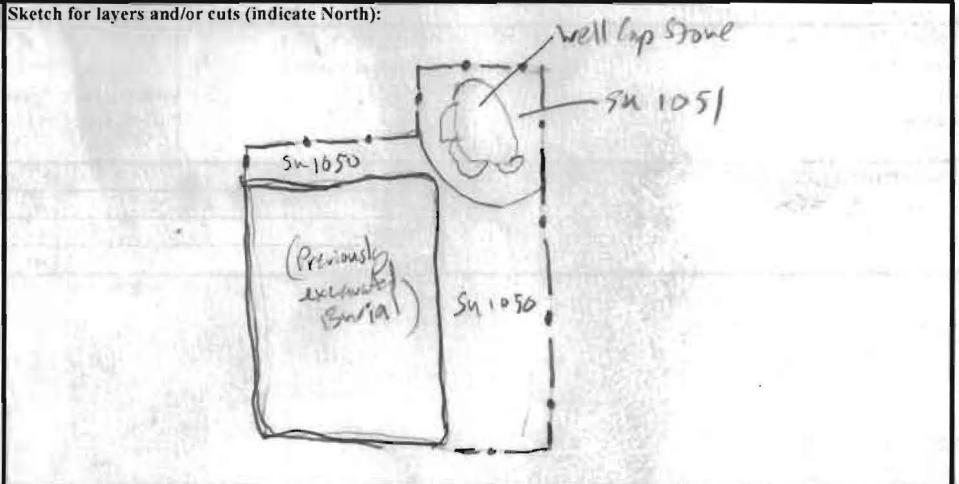 Sketch for layers and/or cuts (indicate North):
Well Cap Stone
SU 1051
SU 1050
(Previously
excavated
Burial)
SU 1050